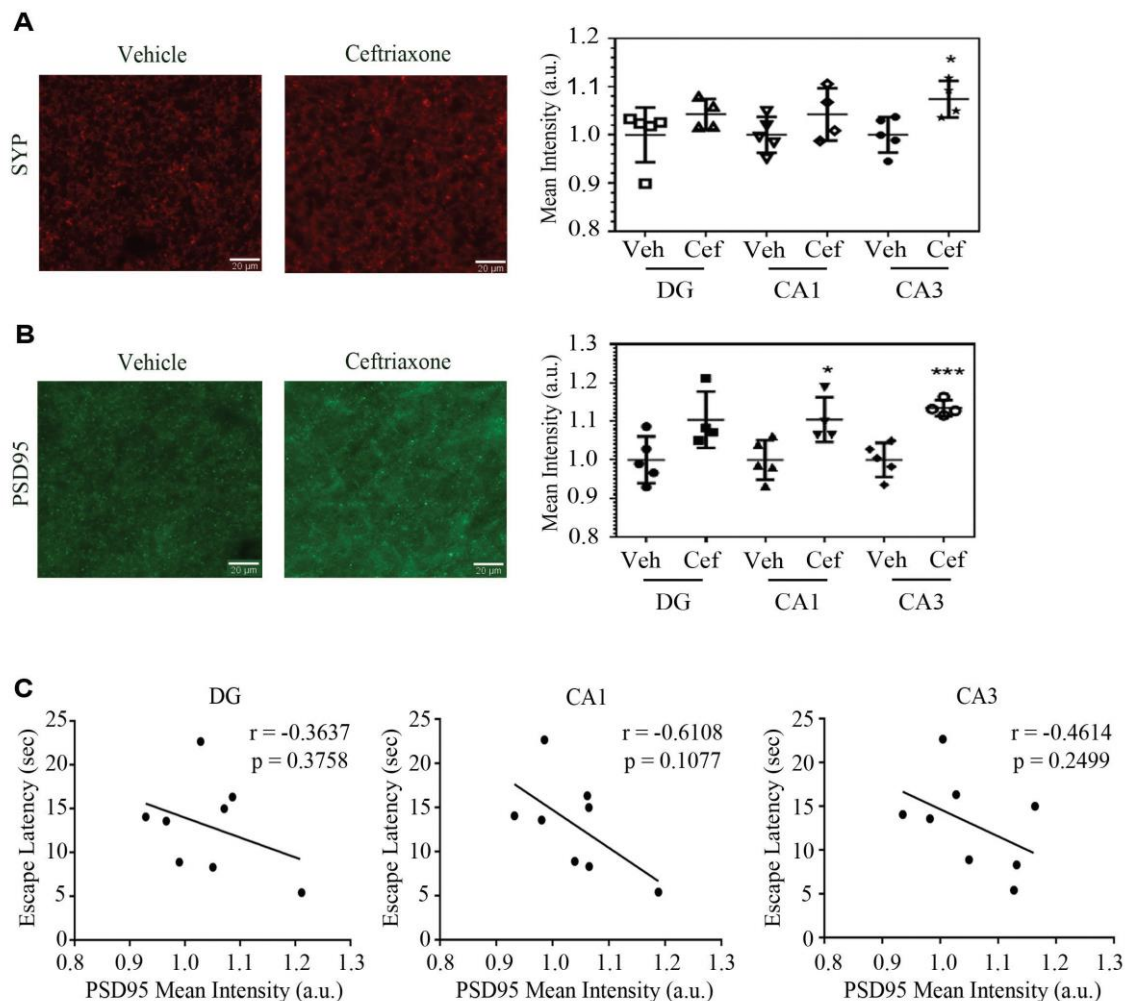 A
Vehicle
Ceftriaxone
SYP
20 µm
20 µm
Mean Intensity (a.u.)
1.2
1.1
1.0
0.9
0.8
*
Veh Cef Veh Cef Veh Cef
DG CA1 CA3
B
Vehicle
Ceftriaxone
PSD95
20 µm
20 µm
Mean Intensity (a.u.)
1.3
1.2
1.1
1.0
0.9
0.8
* ***
Veh Cef Veh Cef Veh Cef
DG CA1 CA3
C
DG
r = -0.3637
p = 0.3758
Escape Latency (sec)
25
20
15
10
5
0
0.8 0.9 1.0 1.1 1.2 1.3
PSD95 Mean Intensity (a.u.)
CA1
r = -0.6108
p = 0.1077
Escape Latency (sec)
25
20
15
10
5
0
0.8 0.9 1.0 1.1 1.2 1.3
PSD95 Mean Intensity (a.u.)
CA3
r = -0.4614
p = 0.2499
Escape Latency (sec)
25
20
15
10
5
0
0.8 0.9 1.0 1.1 1.2 1.3
PSD95 Mean Intensity (a.u.)